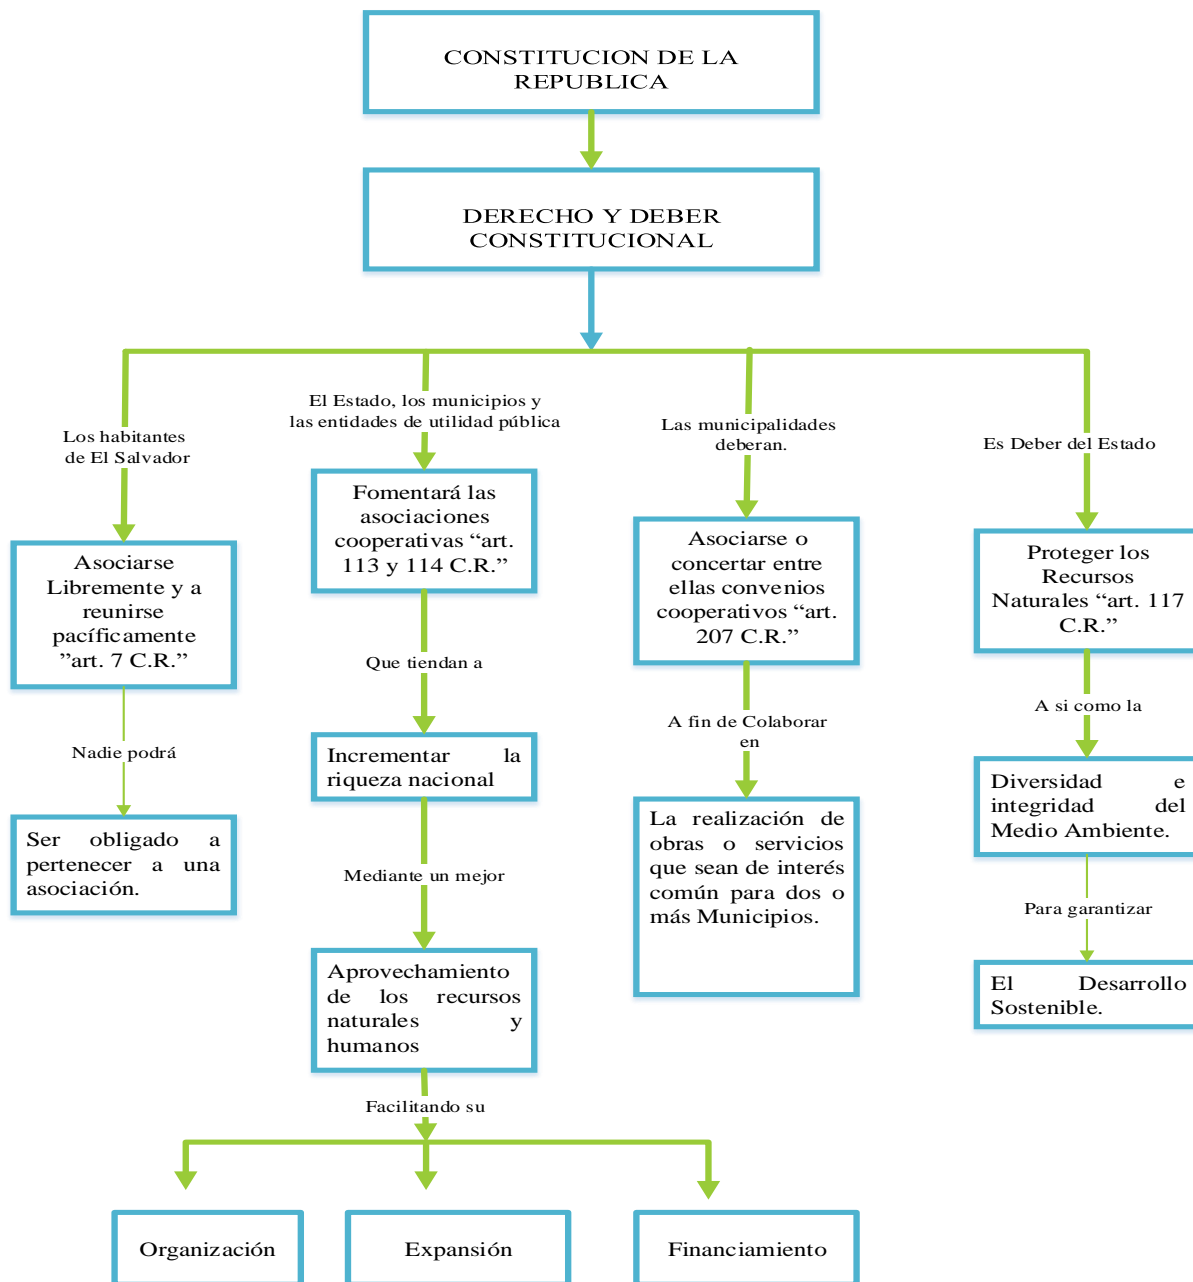 CONSTITUCION DE LA
REPUBLICA
DERECHO Y DEBER
CONSTITUCIONAL
Los habitantes
de El Salvador
Asociarse
Libremente y a
reunirse
pacíficamente
”art. 7 C.R.”
Nadie podrá
Ser obligado a
pertenecer a una
asociación.
El Estado, los municipios y
las entidades de utilidad pública
Fomentará las
asociaciones
cooperativas “art.
113 y 114 C.R.”
Que tiendan a
Incrementar la
riqueza nacional
Mediante un mejor
Aprovechamiento
de los recursos
naturales y
humanos
Facilitando su
Organización
Expansión
Financiamiento
Las municipalidades
deberan.
Asociarse o
concertar entre
ellas convenios
cooperativos “art.
207 C.R.”
A fin de Colaborar
en
La realización de
obras o servicios
que sean de interés
común para dos o
más Municipios.
Es Deber del Estado
Proteger los
Recursos
Naturales “art. 117
C.R.”
A si como la
Diversidad e
integridad del
Medio Ambiente.
Para garantizar
El Desarrollo
Sostenible.